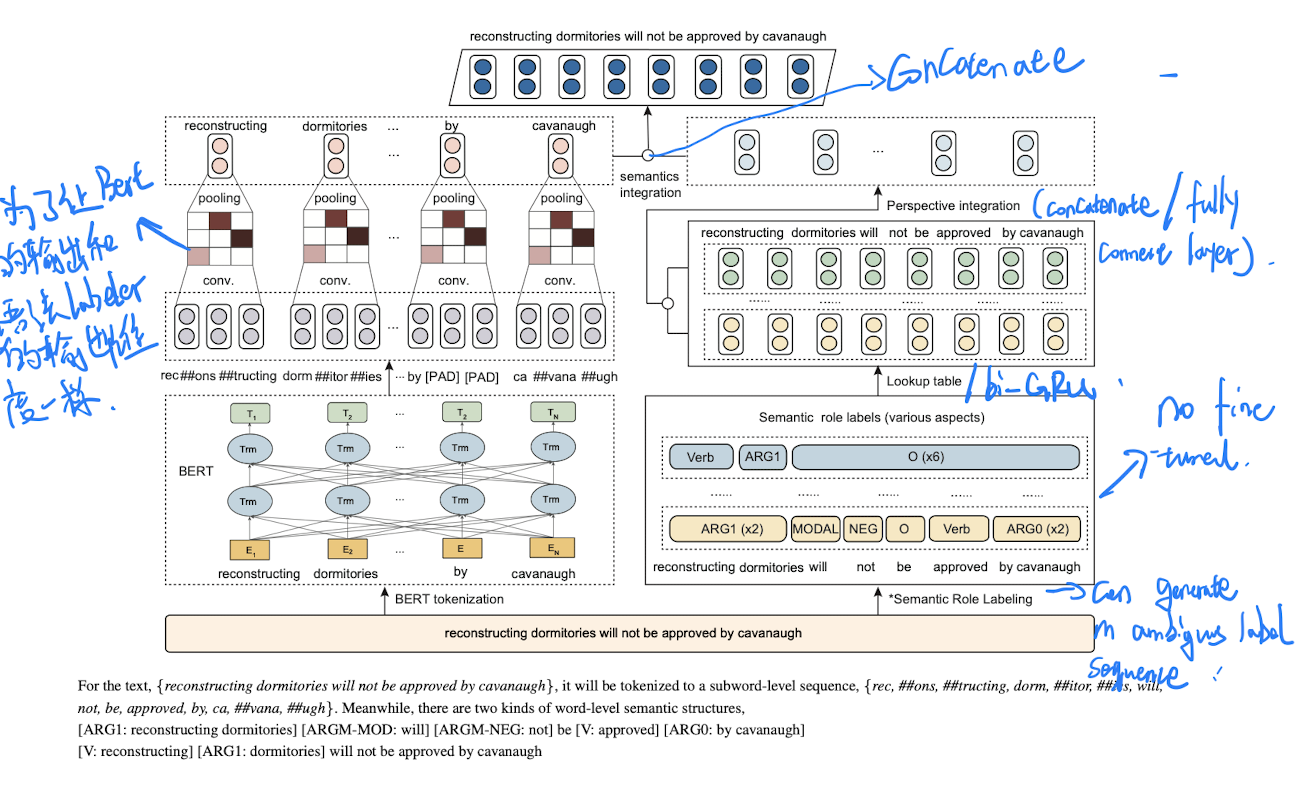 reconstructing dormitories will not be approved by cavanaugh
Concatenate
reconstructing dormitories ... by cavanaugh
...
...
semantics
integration
Perspective integration
(concatenate / fully
connect layer).
pooling pooling pooling pooling
...
conv. conv. conv. conv.
为了让Bert
的输出和
labeler
的输出维
度一样.
reconstructing dormitories will not be approved by cavanaugh
...... ...... ...... ...... ......
...
rec ##ons ##tructing dorm ##itor ##ies ... by [PAD] [PAD] ca ##vana ##ugh
Lookup table
/ bi-GRU
BERT
T1 T2 ... T2 TN
Trm Trm ... Trm Trm
Trm Trm ... Trm Trm
E1 E2 ... E EN
reconstructing dormitories by cavanaugh
Semantic role labels (various aspects)
Verb ARG1 O (x6)
...... ...... ...... ...... ......
ARG1 (x2) MODAL NEG O Verb ARG0 (x2)
reconstructing dormitories will not be approved by cavanaugh
no fine
-tuned.
BERT tokenization
*Semantic Role Labeling
Can generate
m ambigus label
sequence
reconstructing dormitories will not be approved by cavanaugh
For the text, {reconstructing dormitories will not be approved by cavanaugh}, it will be tokenized to a subword-level sequence, {rec, ##ons, ##tructing, dorm, ##itor, ##ies, will,
not, be, approved, by, ca, ##vana, ##ugh}. Meanwhile, there are two kinds of word-level semantic structures,
[ARG1: reconstructing dormitories] [ARGM-MOD: will] [ARGM-NEG: not] be [V: approved] [ARG0: by cavanaugh]
[V: reconstructing] [ARG1: dormitories] will not be approved by cavanaugh